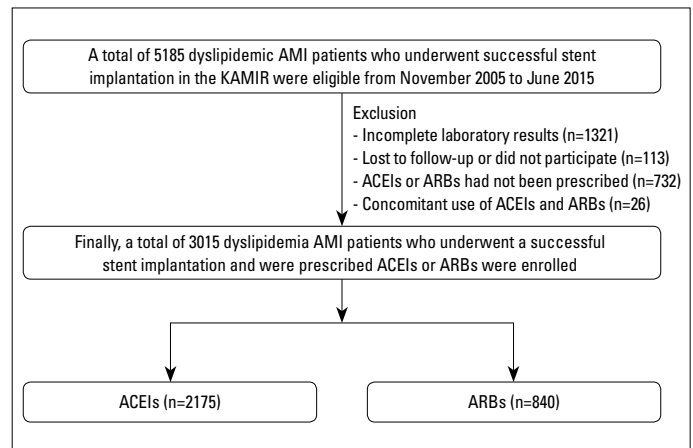 A total of 5185 dyslipidemic AMI patients who underwent successful stent
implantation in the KAMIR were eligible from November 2005 to June 2015
Exclusion
- Incomplete laboratory results (n=1321)
- Lost to follow-up or did not participate (n=113)
- ACEIs or ARBs had not been prescribed (n=732)
- Concomitant use of ACEIs and ARBs (n=26)
Finally, a total of 3015 dyslipidemia AMI patients who underwent a successful
stent implantation and were prescribed ACEIs or ARBs were enrolled
ACEIs (n=2175)
ARBs (n=840)